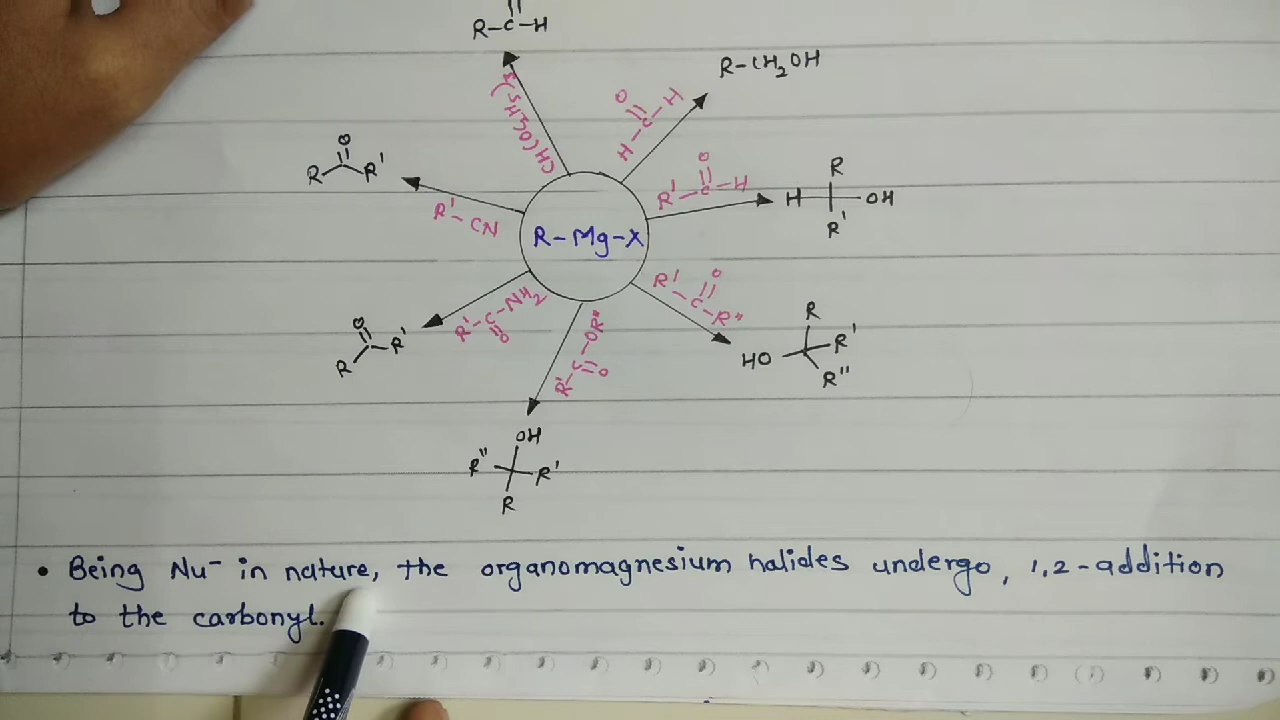 R-C-H
R-CH2OH
CH(OC2H5)3
O
H-C-H
O
R R'
R'-CN
O
R'-C-H
R
H OH
R'
R-Mg-X
O
R'-C-R"
R
HO R'
R"
R'-C-NH2
O
O
R R'
R'-C-OR"
O
OH
R" R'
R
• Being Nu⁻ in nature, the organomagnesium halides undergo, 1,2-addition
to the carbonyl.